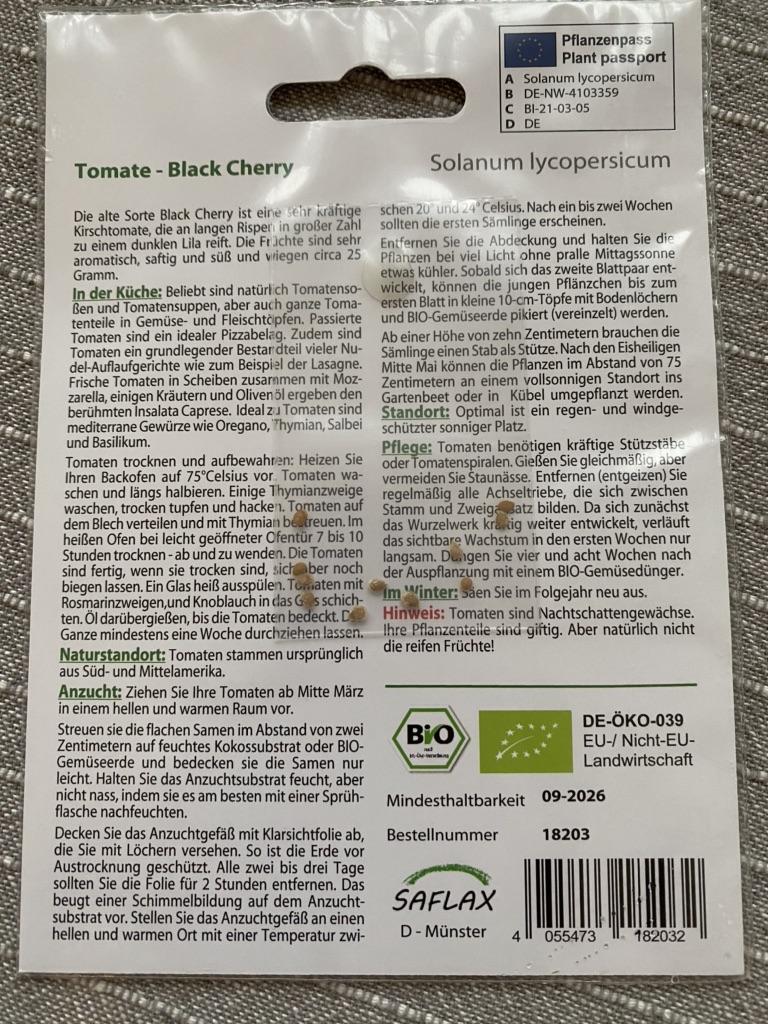 Pflanzenpass
Plant passport
A Solanum lycopersicum
B DE-NW-4103359
C BI-21-03-05
D DE
Tomate - Black Cherry
Solanum lycopersicum
Die alte Sorte Black Cherry ist eine sehr kräftige
Kirschtomate, die an langen Rispen in großer Zahl
zu einem dunklen Lila reift. Die Früchte sind sehr
aromatisch, saftig und süß und wiegen circa 25
Gramm.
In der Küche: Beliebt sind natürlich Tomatenso-
ßen und Tomatensuppen, aber auch ganze Toma-
tenteile in Gemüse- und Fleischtöpfen. Passierte
Tomaten sind ein idealer Pizzabelag. Zudem sind
Tomaten ein grundlegender Bestandteil vieler Nu-
del-Auflaufgerichte wie zum Beispiel der Lasagne.
Frische Tomaten in Scheiben zusammen mit Moz-
zarella, einigen Kräutern und Olivenöl ergeben den
berühmten Insalata Caprese. Ideal zu Tomaten sind
mediterrane Gewürze wie Oregano, Thymian, Salbei
und Basilikum.
Tomaten trocknen und aufbewahren: Heizen Sie
Ihren Backofen auf 75°Celsius vor. Tomaten wa-
schen und längs halbieren. Einige Thymianzweige
waschen, trocken tupfen und hacken. Tomaten auf
dem Blech verteilen und mit Thymian bestreuen. Im
heißen Ofen bei leicht geöffneter Ofentür 7 bis 10
Stunden trocknen - ab und zu wenden. Die Tomaten
sind fertig, wenn sie trocken sind, sich aber noch
biegen lassen. Ein Glas heiß ausspülen. Tomaten mit
Rosmarinzweigen,und Knoblauch in das Glas schich-
ten. Öl darübergießen, bis die Tomaten bedeckt. Das
Ganze mindestens eine Woche durchziehen lassen.
Naturstandort: Tomaten stammen ursprünglich
aus Süd- und Mittelamerika.
Anzucht: Ziehen Sie Ihre Tomaten ab Mitte März
in einem hellen und warmen Raum vor.
Streuen sie die flachen Samen im Abstand von zwei
Zentimetern auf feuchtes Kokossubstrat oder BIO-
Gemüseerde und bedecken sie die Samen nur
leicht. Halten Sie das Anzuchtsubstrat feucht, aber
nicht nass, indem sie es am besten mit einer Sprüh-
flasche nachfeuchten.
Decken Sie das Anzuchtgefäß mit Klarsichtfolie ab,
die Sie mit Löchern versehen. So ist die Erde vor
Austrocknung geschützt. Alle zwei bis drei Tage
sollten Sie die Folie für 2 Stunden entfernen. Das
beugt einer Schimmelbildung auf dem Anzucht-
substrat vor. Stellen Sie das Anzuchtgefäß an einen
hellen und warmen Ort mit einer Temperatur zwi-
schen 20° und 24° Celsius. Nach ein bis zwei Wochen
sollten die ersten Sämlinge erscheinen.
Entfernen Sie die Abdeckung und halten Sie die
Pflanzen bei viel Licht ohne pralle Mittagssonne
etwas kühler. Sobald sich das zweite Blattpaar ent-
wickelt, können die jungen Pflänzchen bis zum
ersten Blatt in kleine 10-cm-Töpfe mit Bodenlöchern
und BIO-Gemüseerde pikiert (vereinzelt) werden.
Ab einer Höhe von zehn Zentimetern brauchen die
Sämlinge einen Stab als Stütze. Nach den Eisheiligen
Mitte Mai können die Pflanzen im Abstand von 75
Zentimetern an einem vollsonnigen Standort ins
Gartenbeet oder in Kübel umgepflanzt werden.
Standort: Optimal ist ein regen- und windge-
schützter sonniger Platz.
Pflege: Tomaten benötigen kräftige Stützstäbe
oder Tomatenspiralen. Gießen Sie gleichmäßig, aber
vermeiden Sie Staunässe. Entfernen (entgeizen) Sie
regelmäßig alle Achseltriebe, die sich zwischen
Stamm und Zweigansatz bilden. Da sich zunächst
das Wurzelwerk kräftig weiter entwickelt, verläuft
das sichtbare Wachstum in den ersten Wochen nur
langsam. Düngen Sie vier und acht Wochen nach
der Auspflanzung mit einem BIO-Gemüsedünger.
Im Winter: Säen Sie im Folgejahr neu aus.
Hinweis: Tomaten sind Nachtschattengewächse.
Ihre Pflanzenteile sind giftig. Aber natürlich nicht
die reifen Früchte!
Bio
DE-ÖKO-039
EU-/ Nicht-EU-
Landwirtschaft
Mindesthaltbarkeit 09-2026
Bestellnummer 18203
SAFLAX
D - Münster
4 055473 182032